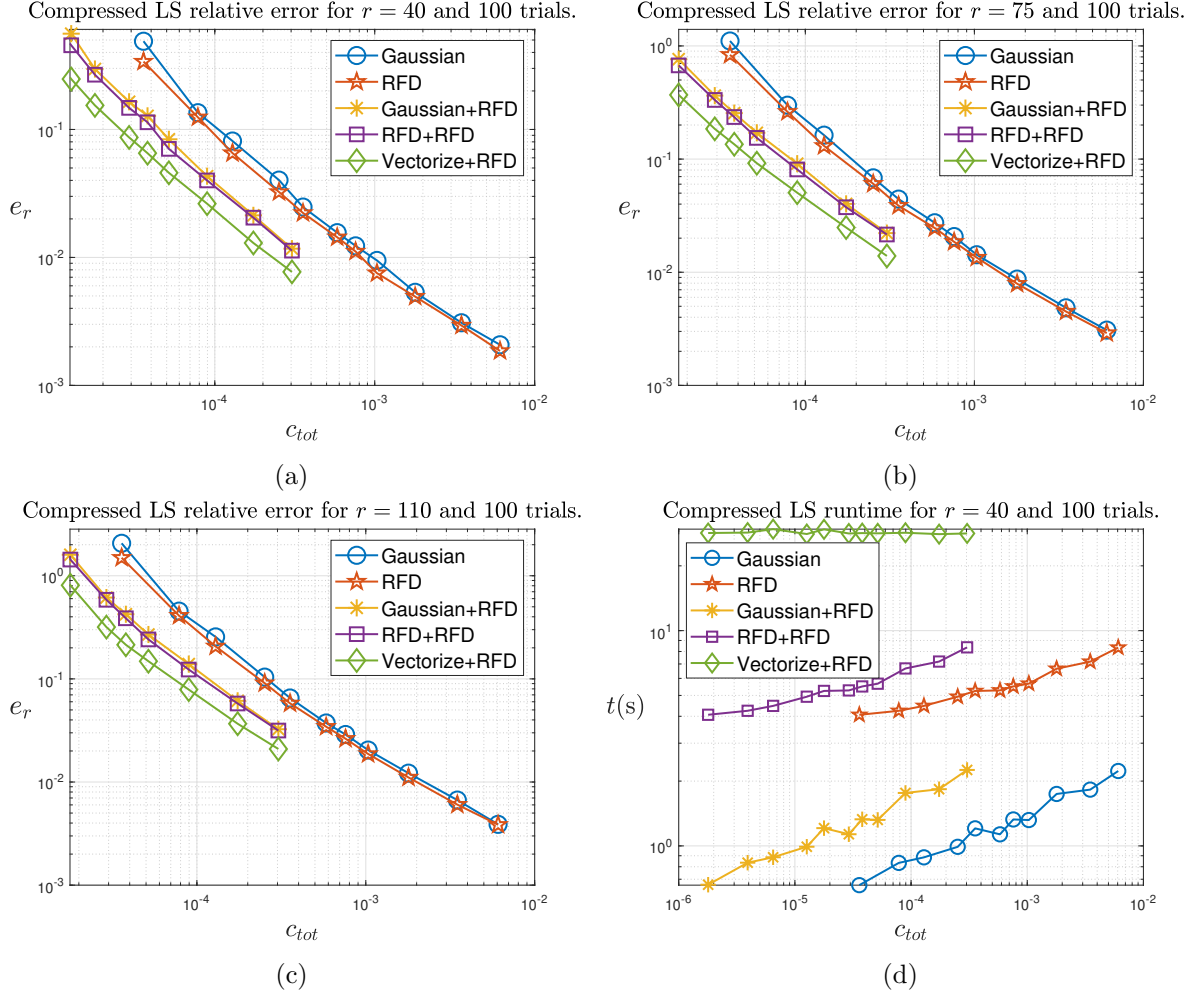 Compressed LS relative error for r = 40 and 100 trials.
Gaussian
RFD
Gaussian+RFD
RFD+RFD
Vectorize+RFD
10^-1
e_r
10^-2
10^-3
10^-4
10^-3
10^-2
c_tot
(a)
Compressed LS relative error for r = 75 and 100 trials.
10^0
Gaussian
RFD
Gaussian+RFD
RFD+RFD
Vectorize+RFD
10^-1
e_r
10^-2
10^-3
10^-4
10^-3
10^-2
c_tot
(b)
Compressed LS relative error for r = 110 and 100 trials.
Gaussian
10^0
RFD
Gaussian+RFD
RFD+RFD
Vectorize+RFD
10^-1
e_r
10^-2
10^-3
10^-4
10^-3
10^-2
c_tot
(c)
Compressed LS runtime for r = 40 and 100 trials.
Gaussian
RFD
Gaussian+RFD
RFD+RFD
Vectorize+RFD
10^1
t(s)
10^0
10^-6
10^-5
10^-4
10^-3
10^-2
c_tot
(d)